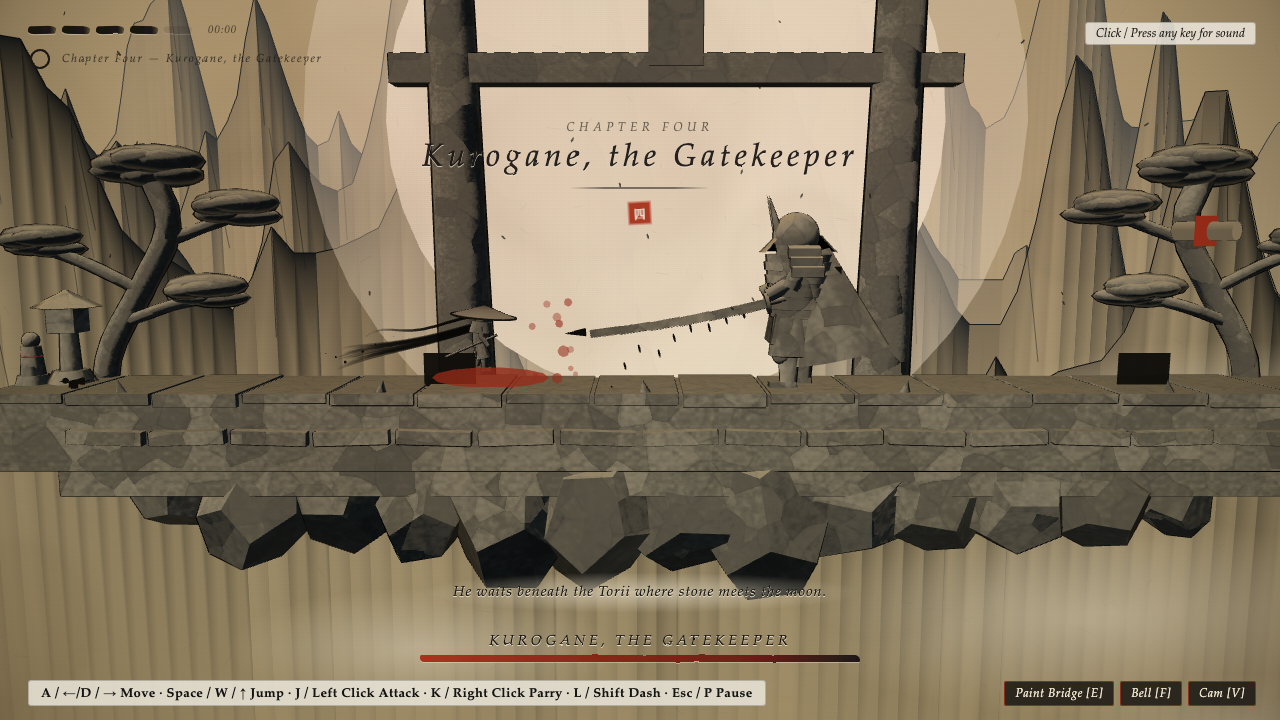 00:00
Click / Press any key for sound
Chapter Four — Kurogane, the Gatekeeper
CHAPTER FOUR
Kurogane, the Gatekeeper
四
He waits beneath the Torii where stone meets the moon.
KUROGANE, THE GATEKEEPER
A / ←/D / → Move · Space / W / ↑ Jump · J / Left Click Attack · K / Right Click Parry · L / Shift Dash · Esc / P Pause
Paint Bridge [E]
Bell [F]
Cam [V]